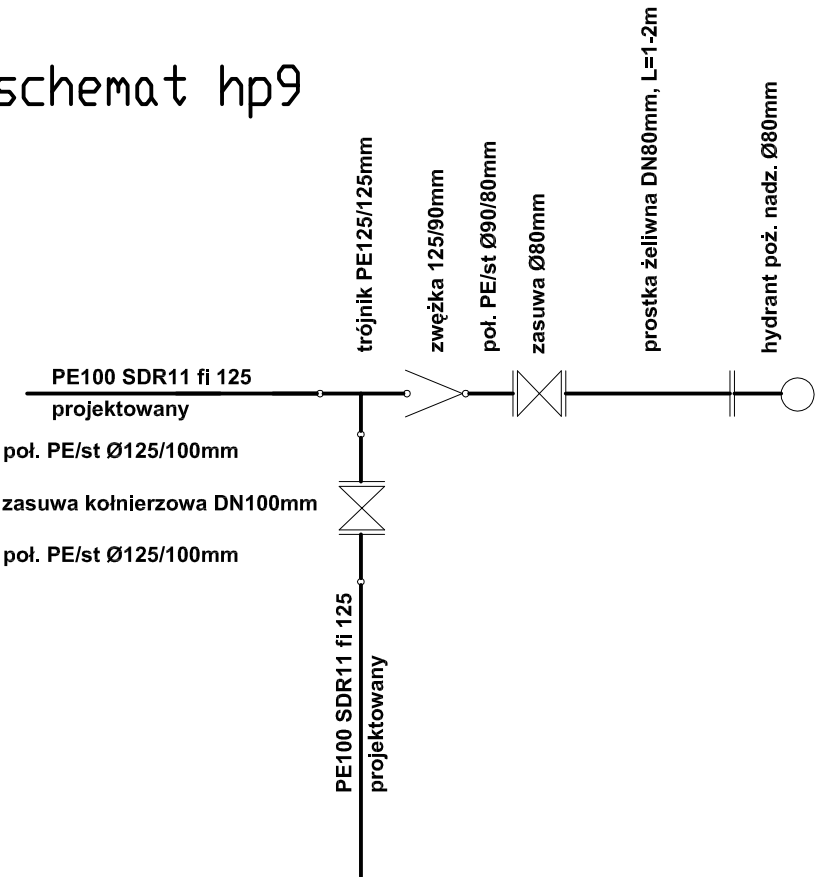 schemat hp9
trójnik PE125/125mm
zwężka 125/90mm
poł. PE/st Ø90/80mm
zasuwa Ø80mm
prostka żeliwna DN80mm, L=1-2m
hydrant poż. nadz. Ø80mm
PE100 SDR11 fi 125
projektowany
poł. PE/st Ø125/100mm
zasuwa kołnierzowa DN100mm
poł. PE/st Ø125/100mm
PE100 SDR11 fi 125
projektowany